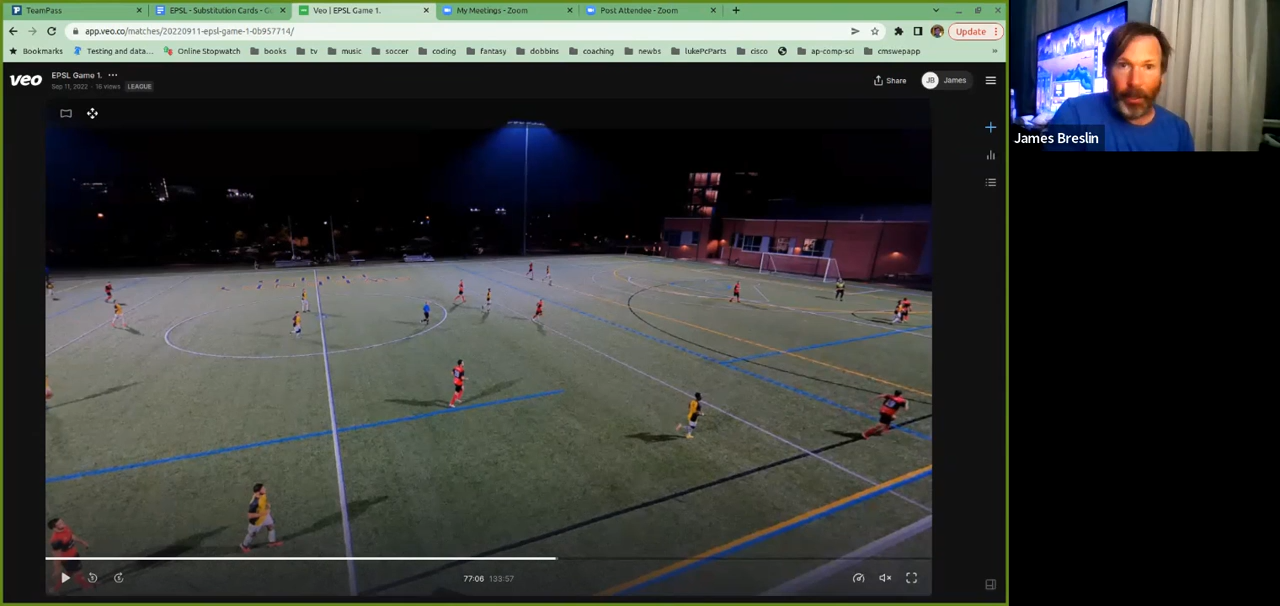 TeamPass
EPSL - Substitution Cards - G
Veo | EPSL Game 1.
My Meetings - Zoom
Post Attendee - Zoom
app.veo.co/matches/20220911-epsl-game-1-0b957714/
Update
Bookmarks
Testing and data...
Online Stopwatch
books
tv
music
soccer
coding
fantasy
dobbins
coaching
newbs
lukePcParts
cisco
ap-comp-sci
cmswepapp
veo
EPSL Game 1.
Sep 11, 2022 · 16 views
LEAGUE
Share
JB
James
James Breslin
77:06 133:57